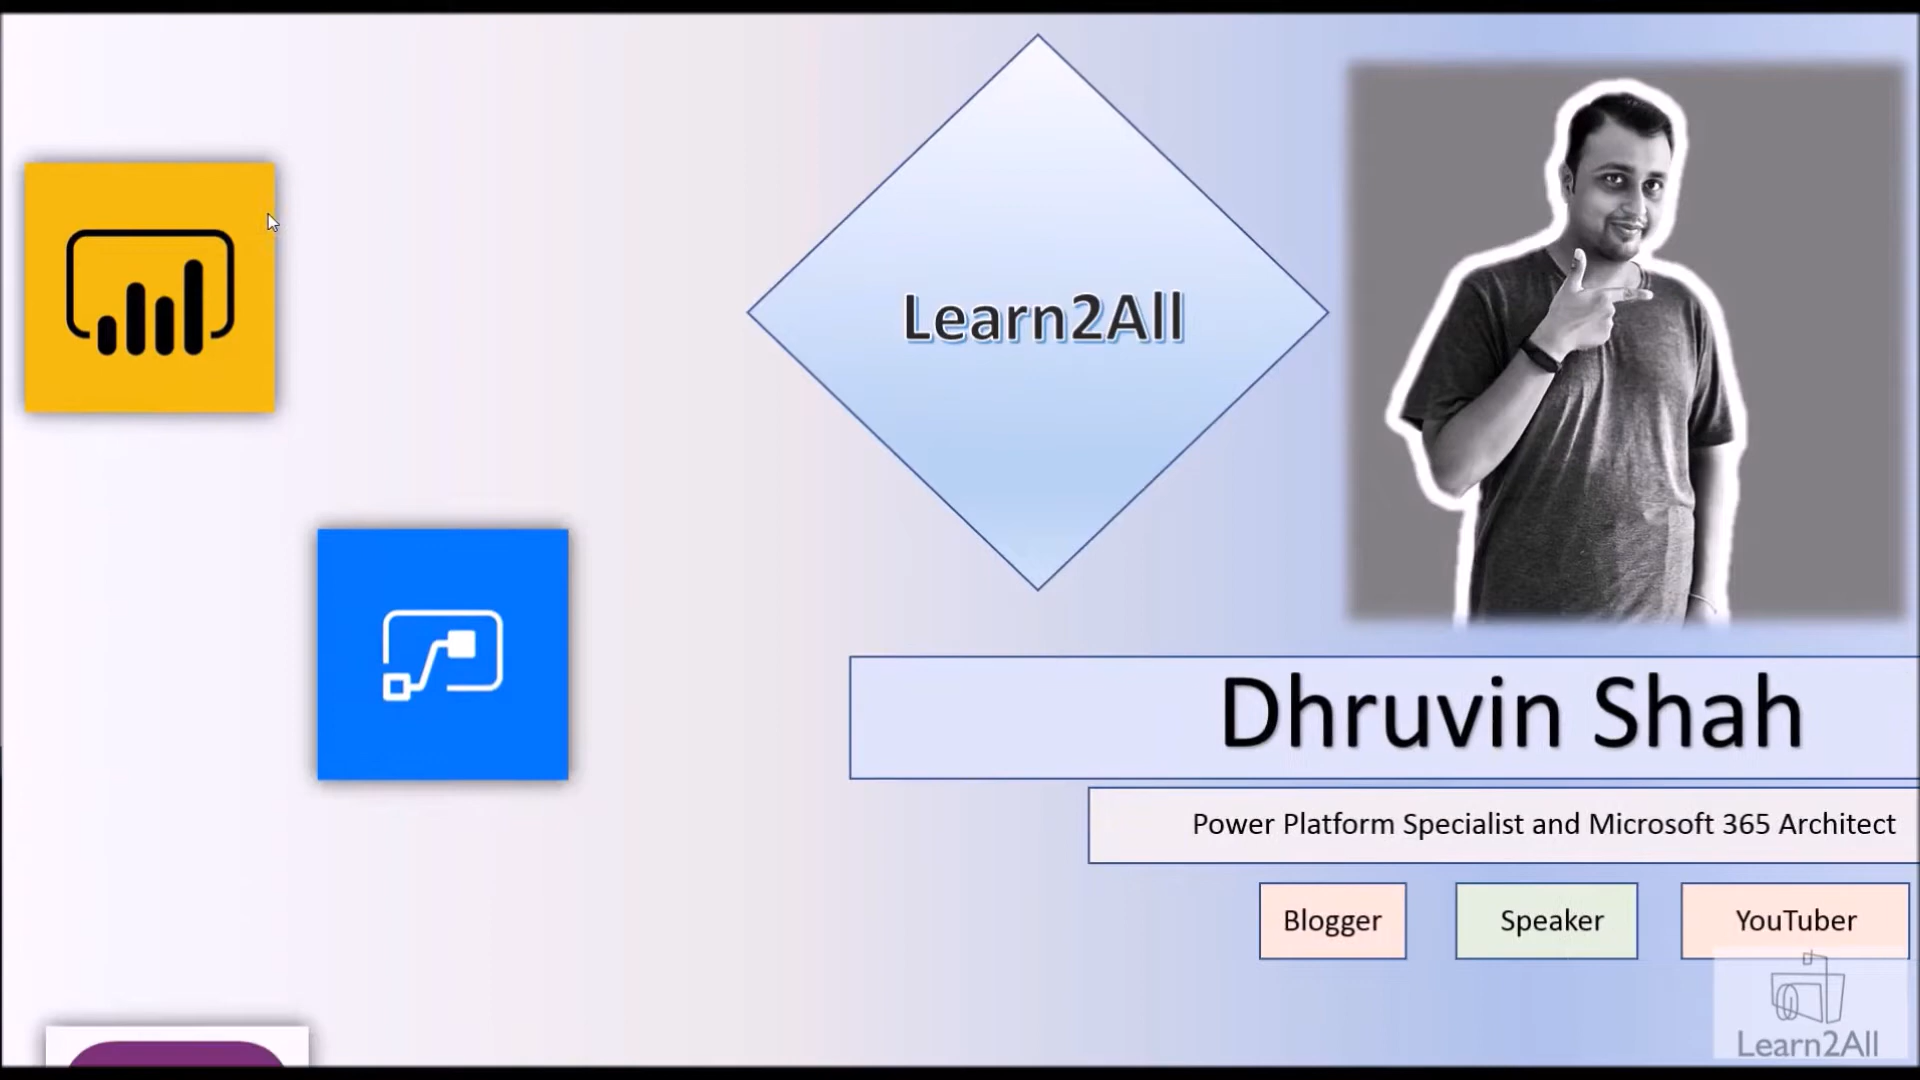 Learn2All
Dhruvin Shah
Power Platform Specialist and Microsoft 365 Architect
Blogger
Speaker
YouTuber
Learn2All